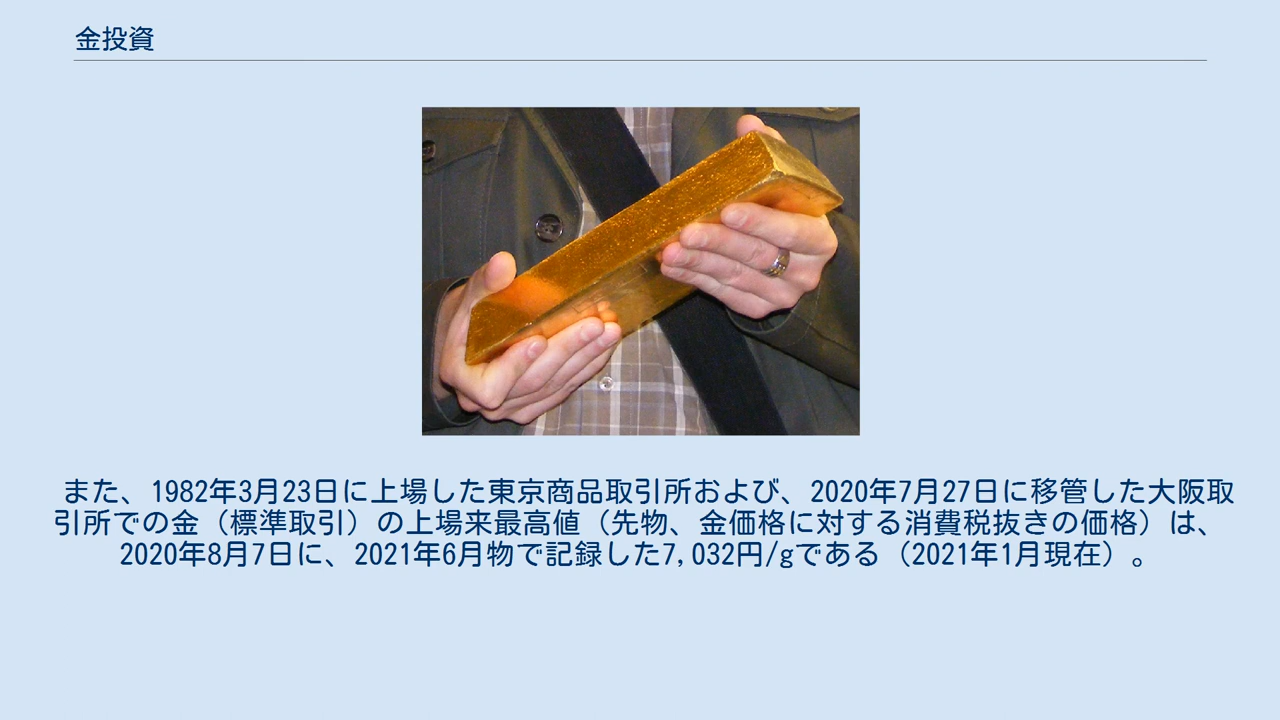 金投資
また、1982年3月23日に上場した東京商品取引所および、2020年7月27日に移管した大阪取
引所での金（標準取引）の上場来最高値（先物、金価格に対する消費税抜きの価格）は、
2020年8月7日に、2021年6月物で記録した7,032円/gである（2021年1月現在）。